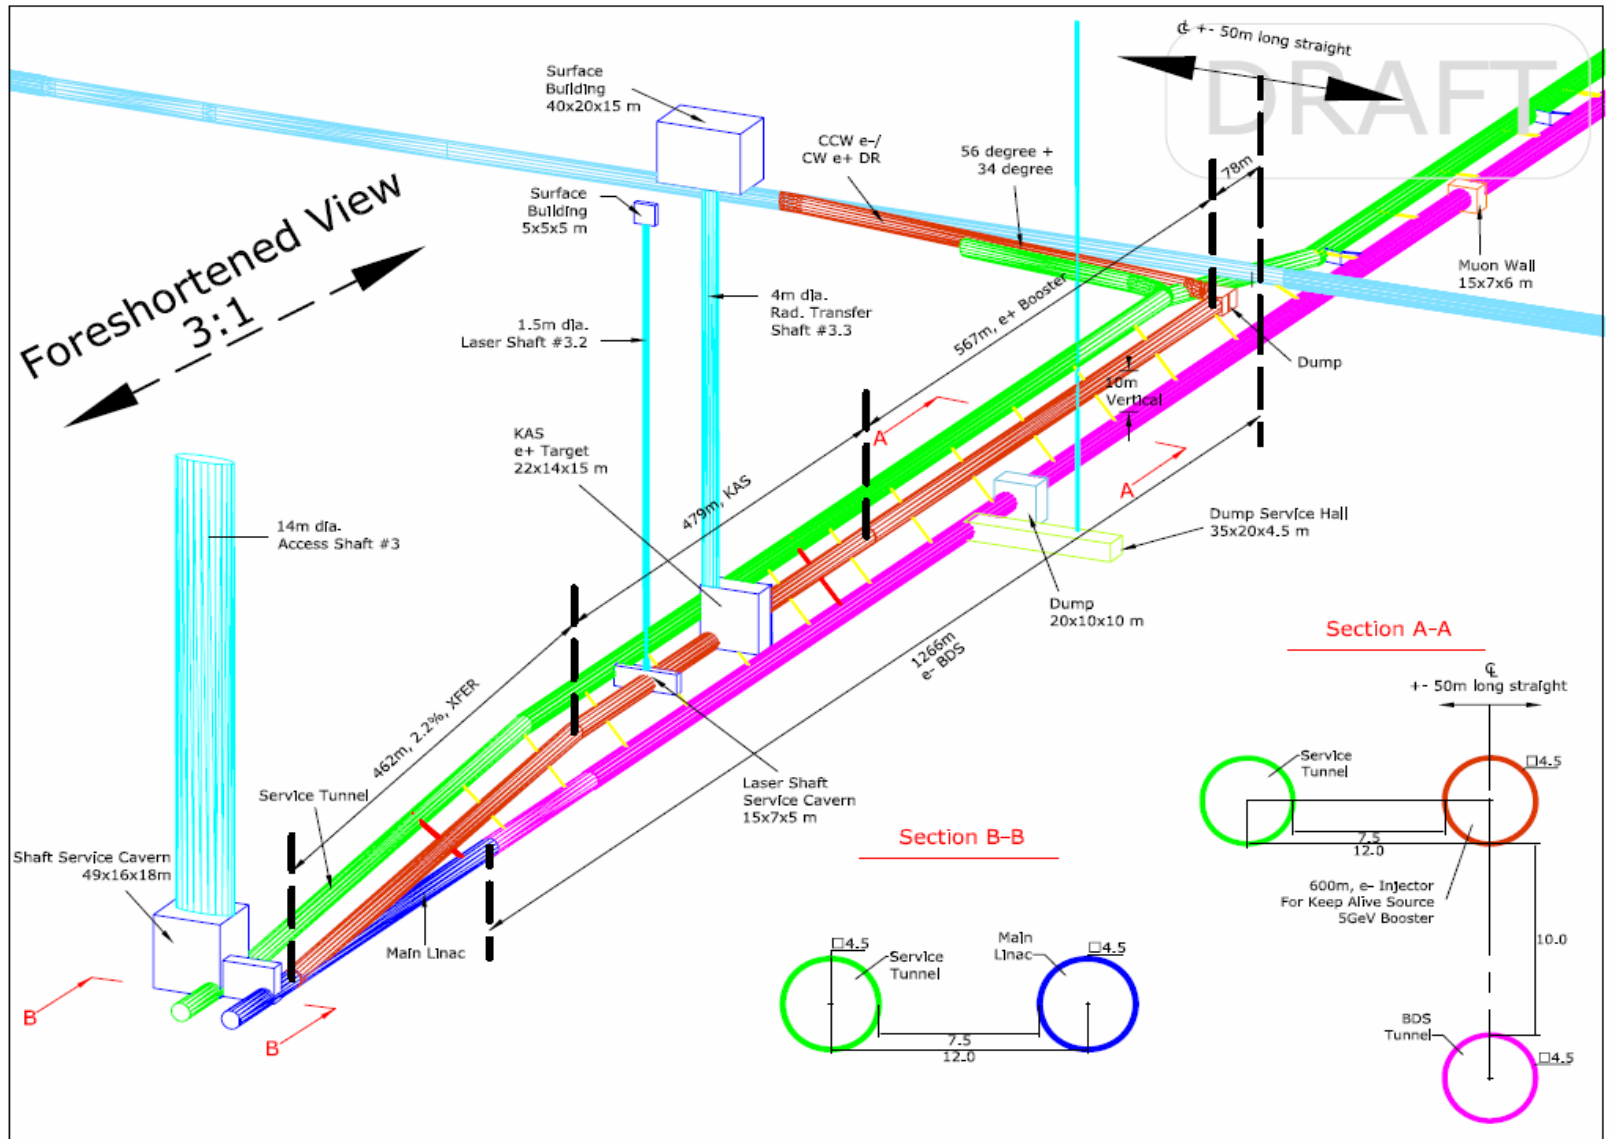 ₵ +- 50m long straight
DRAFT
Surface
Building
40x20x15 m
CCW e-/
CW e+ DR
56 degree +
34 degree
78m
Surface
Building
5x5x5 m
Foreshortened View
3:1
Muon Wall
15x7x6 m
4m dia.
Rad. Transfer
Shaft #3.3
1.5m dia.
Laser Shaft #3.2
567m, e+ Booster
Dump
10m
Vertical
KAS
e+ Target
22x14x15 m
A
479m, KAS
A
14m dia.
Access Shaft #3
Dump Service Hall
35x20x4.5 m
Dump
20x10x10 m
1266m
e- BDS
462m, 2.2%, XFER
Service Tunnel
Laser Shaft
Service Cavern
15x7x5 m
Shaft Service Cavern
49x16x18m
Main Linac
B
B
Section B-B
□4.5
Service
Tunnel
Main
Linac
□4.5
7.5
12.0
Section A-A
℄
+- 50m long straight
Service
Tunnel
□4.5
7.5
12.0
600m, e- Injector
For Keep Alive Source
5GeV Booster
10.0
BDS
Tunnel
□4.5